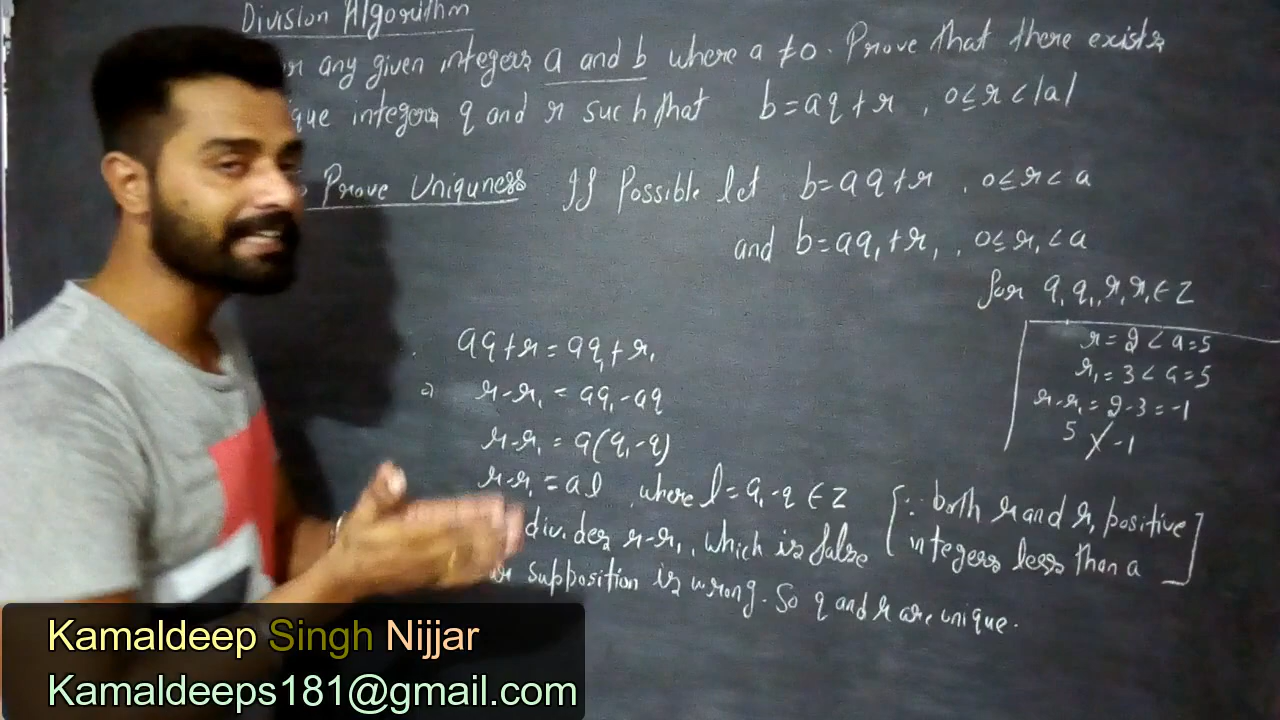 Division Algorithm
any given integers a and b where a ≠ 0. Prove that there exists
integers q and r such that b = aq + r , 0 ≤ r < |a|
Prove Uniquness If Possible let b = aq + r , 0 ≤ r < a
and b = aq₁ + r₁ , 0 ≤ r₁ < a
for q, q₁, r, r₁ ∈ Z
r = 2 < a = 5
r₁ = 3 < a = 5
r - r₁ = 2 - 3 = -1
5 ∤ -1
aq + r = aq₁ + r₁
⇒ r - r₁ = aq₁ - aq
r - r₁ = a(q₁ - q)
r - r₁ = al , where l = q₁ - q ∈ Z
divides r - r₁, which is false [∵ both r and r₁ positive
integers less than a]
supposition is wrong. So q and r are unique.
Kamaldeep Singh Nijjar
Kamaldeeps181@gmail.com